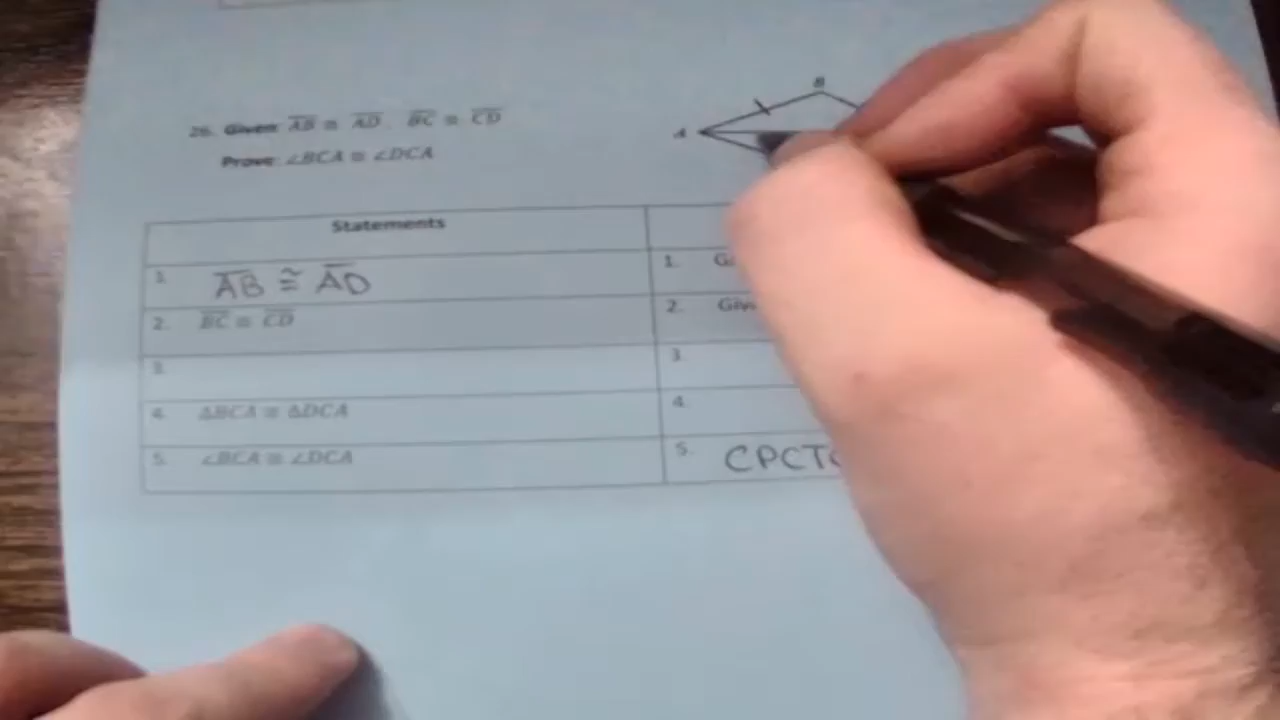 B
26. Given: AB ≅ AD  BC ≅ CD
A
Prove: ∠BCA ≅ ∠DCA
Statements
1. AB ≅ AD
1.
2. BC ≅ CD
2.
3.
3.
4. ΔBCA ≅ ΔDCA
4.
5. ∠BCA ≅ ∠DCA
5.